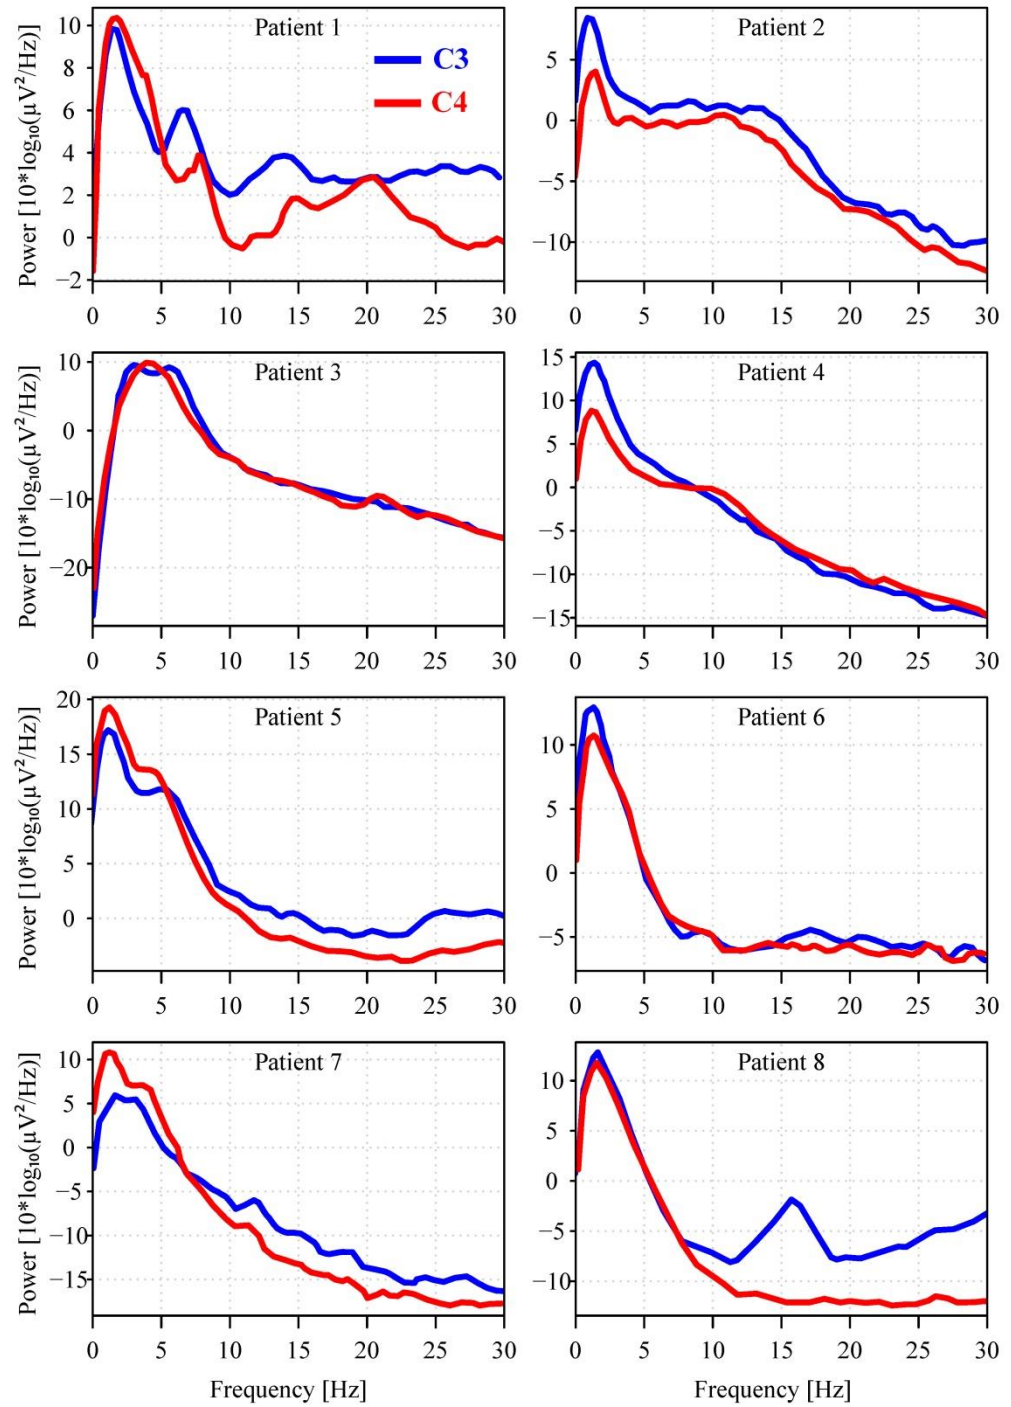 Patient 1
C3
C4
Power [10*log₁₀(µV²/Hz)]
10
8
6
4
2
0
−2
0 5 10 15 20 25 30
Patient 2
5
0
−5
−10
0 5 10 15 20 25 30
Patient 3
Power [10*log₁₀(µV²/Hz)]
10
0
−10
−20
0 5 10 15 20 25 30
Patient 4
15
10
5
0
−5
−10
−15
0 5 10 15 20 25 30
Patient 5
Power [10*log₁₀(µV²/Hz)]
20
15
10
5
0
0 5 10 15 20 25 30
Patient 6
10
5
0
−5
0 5 10 15 20 25 30
Patient 7
Power [10*log₁₀(µV²/Hz)]
10
5
0
−5
−10
−15
0 5 10 15 20 25 30
Frequency [Hz]
Patient 8
10
5
0
−5
−10
0 5 10 15 20 25 30
Frequency [Hz]